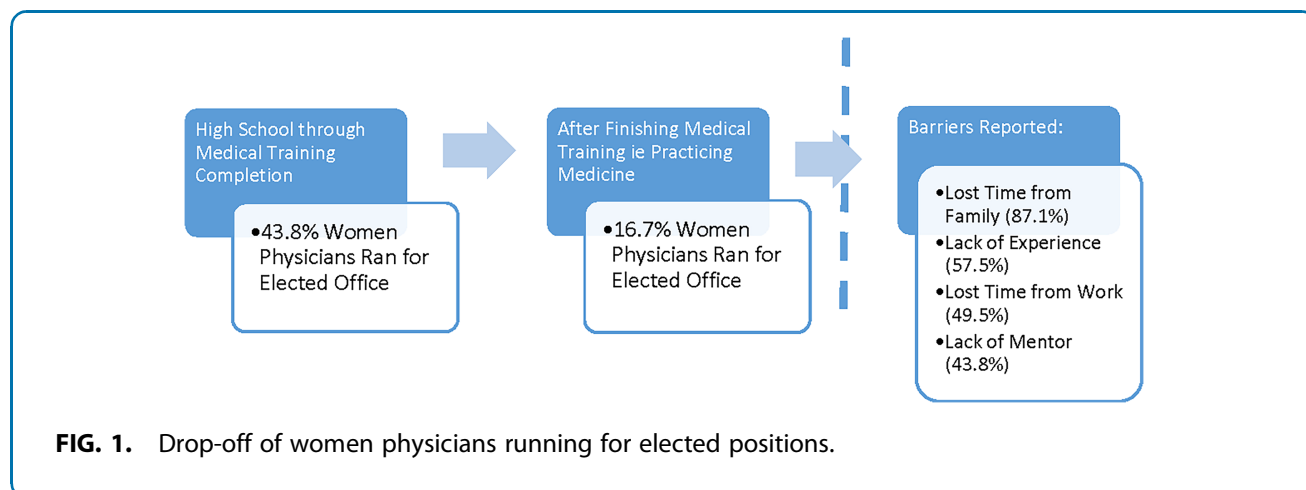 High School through
Medical Training
Completion
•43.8% Women
Physicians Ran for
Elected Office
After Finishing Medical
Training ie Practicing
Medicine
•16.7% Women
Physicians Ran for
Elected Office
Barriers Reported:
•Lost Time from
Family (87.1%)
•Lack of Experience
(57.5%)
•Lost Time from Work
(49.5%)
•Lack of Mentor
(43.8%)
FIG. 1. Drop-off of women physicians running for elected positions.